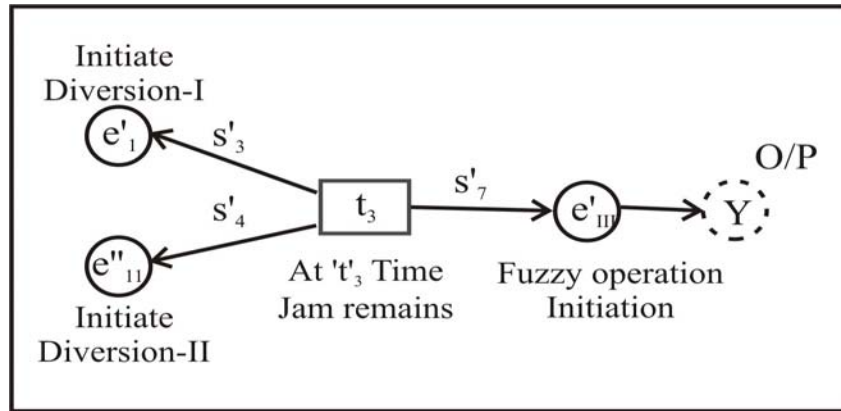 Initiate
Diversion-I
e'₁
s'₃
s'₄
e"₁₁
Initiate
Diversion-II
t₃
At 't'₃ Time
Jam remains
s'₇
e'III
Fuzzy operation
Initiation
O/P
Y